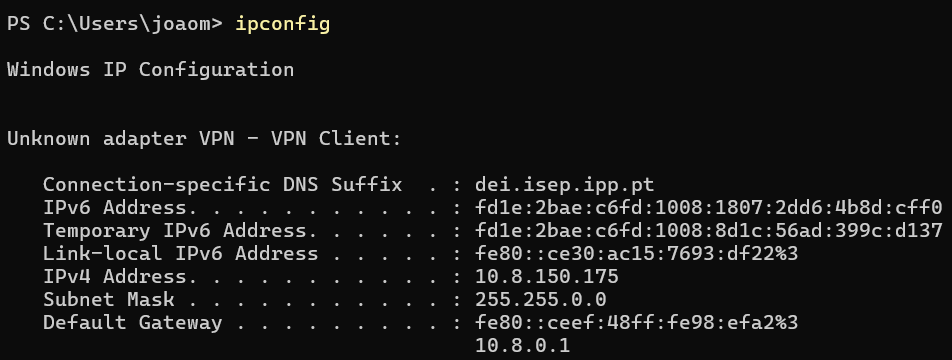 PS C:\Users\joaom> ipconfig
Windows IP Configuration
Unknown adapter VPN - VPN Client:
Connection-specific DNS Suffix  . : dei.isep.ipp.pt
IPv6 Address. . . . . . . . . . . : fd1e:2bae:c6fd:1008:1807:2dd6:4b8d:cff0
Temporary IPv6 Address. . . . . . : fd1e:2bae:c6fd:1008:8d1c:56ad:399c:d137
Link-local IPv6 Address . . . . . : fe80::ce30:ac15:7693:df22%3
IPv4 Address. . . . . . . . . . . : 10.8.150.175
Subnet Mask . . . . . . . . . . . : 255.255.0.0
Default Gateway . . . . . . . . . : fe80::ceef:48ff:fe98:efa2%3
10.8.0.1